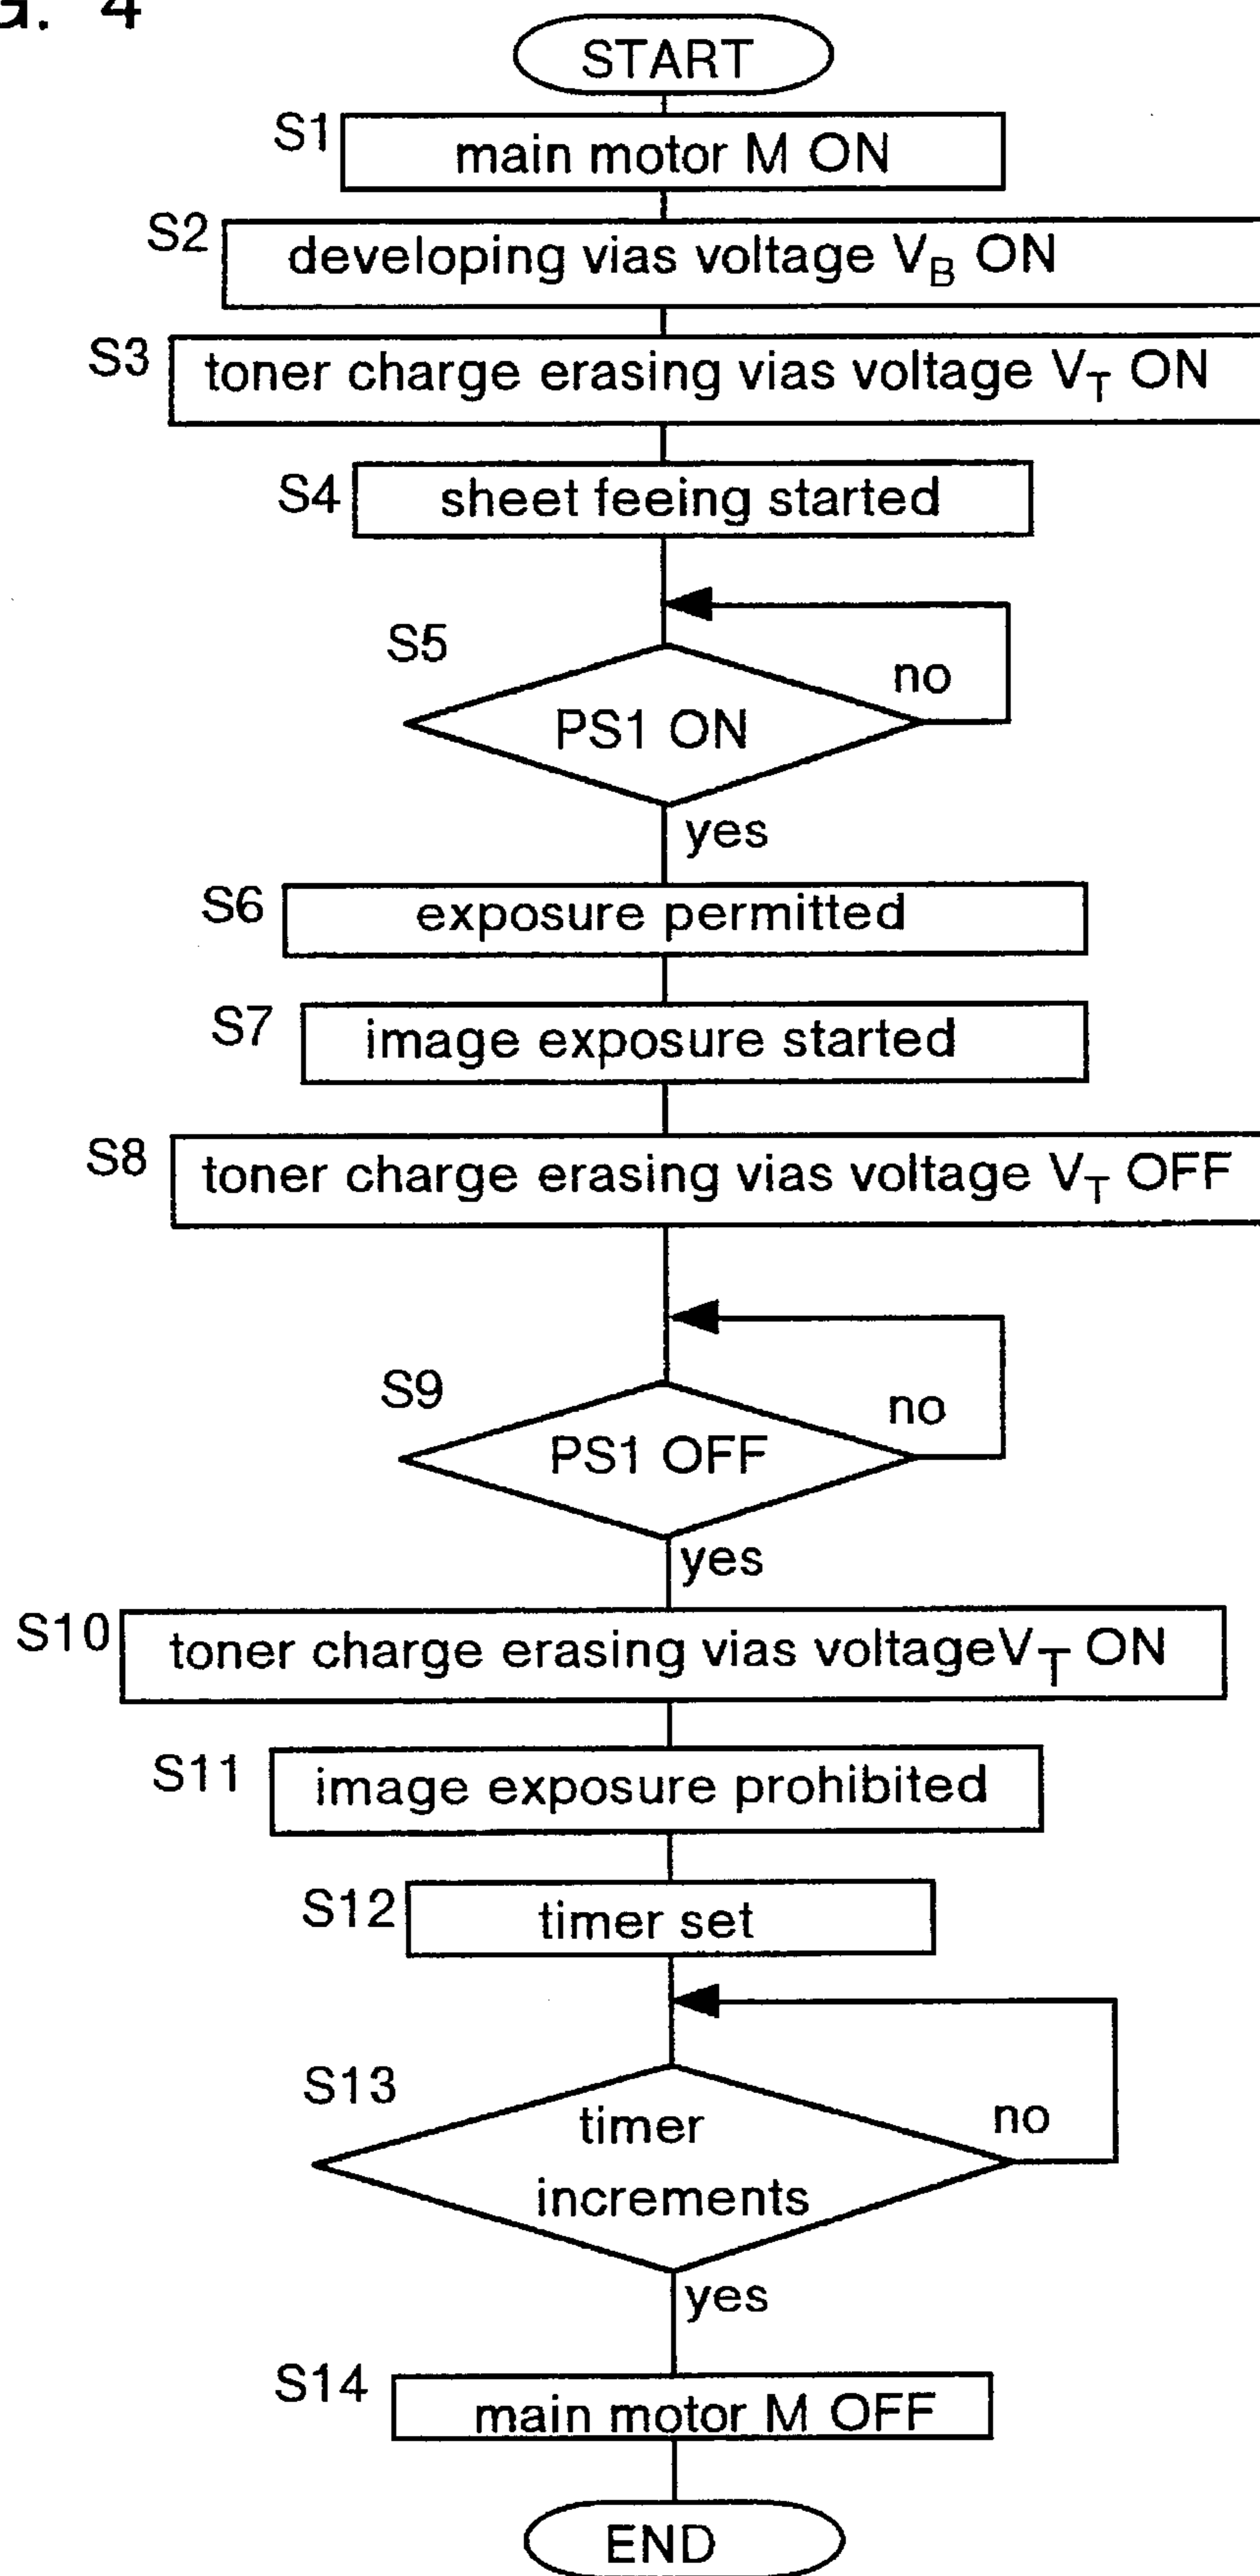 G. 4
START
S1 main motor M ON
S2 developing vias voltage VB ON
S3 toner charge erasing vias voltage VT ON
S4 sheet feeing started
S5
no
PS1 ON
yes
S6 exposure permitted
S7 image exposure started
S8 toner charge erasing vias voltage VT OFF
S9
no
PS1 OFF
yes
S10 toner charge erasing vias voltageVT ON
S11 image exposure prohibited
S12 timer set
S13
timer
no
increments
yes
S14 main motor M OFF
END